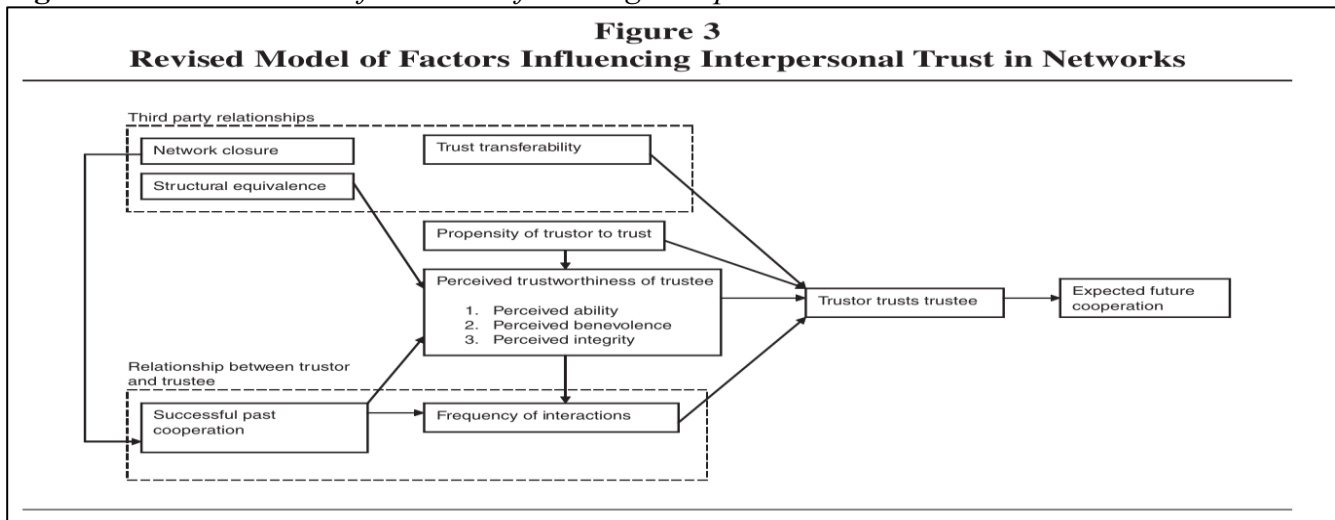 Figure 3
Revised Model of Factors Influencing Interpersonal Trust in Networks
Third party relationships
Network closure
Trust transferability
Structural equivalence
Propensity of trustor to trust
Perceived trustworthiness of trustee
1. Perceived ability
2. Perceived benevolence
3. Perceived integrity
Trustor trusts trustee
Expected future
cooperation
Relationship between trustor
and trustee
Successful past
cooperation
Frequency of interactions